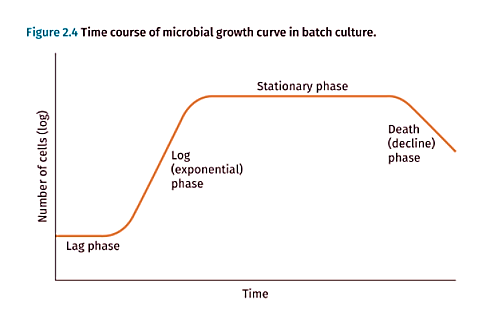 Figure 2.4 Time course of microbial growth curve in batch culture.
Number of cells (log)
Stationary phase
Death
(decline)
phase
Log
(exponential)
phase
Lag phase
Time